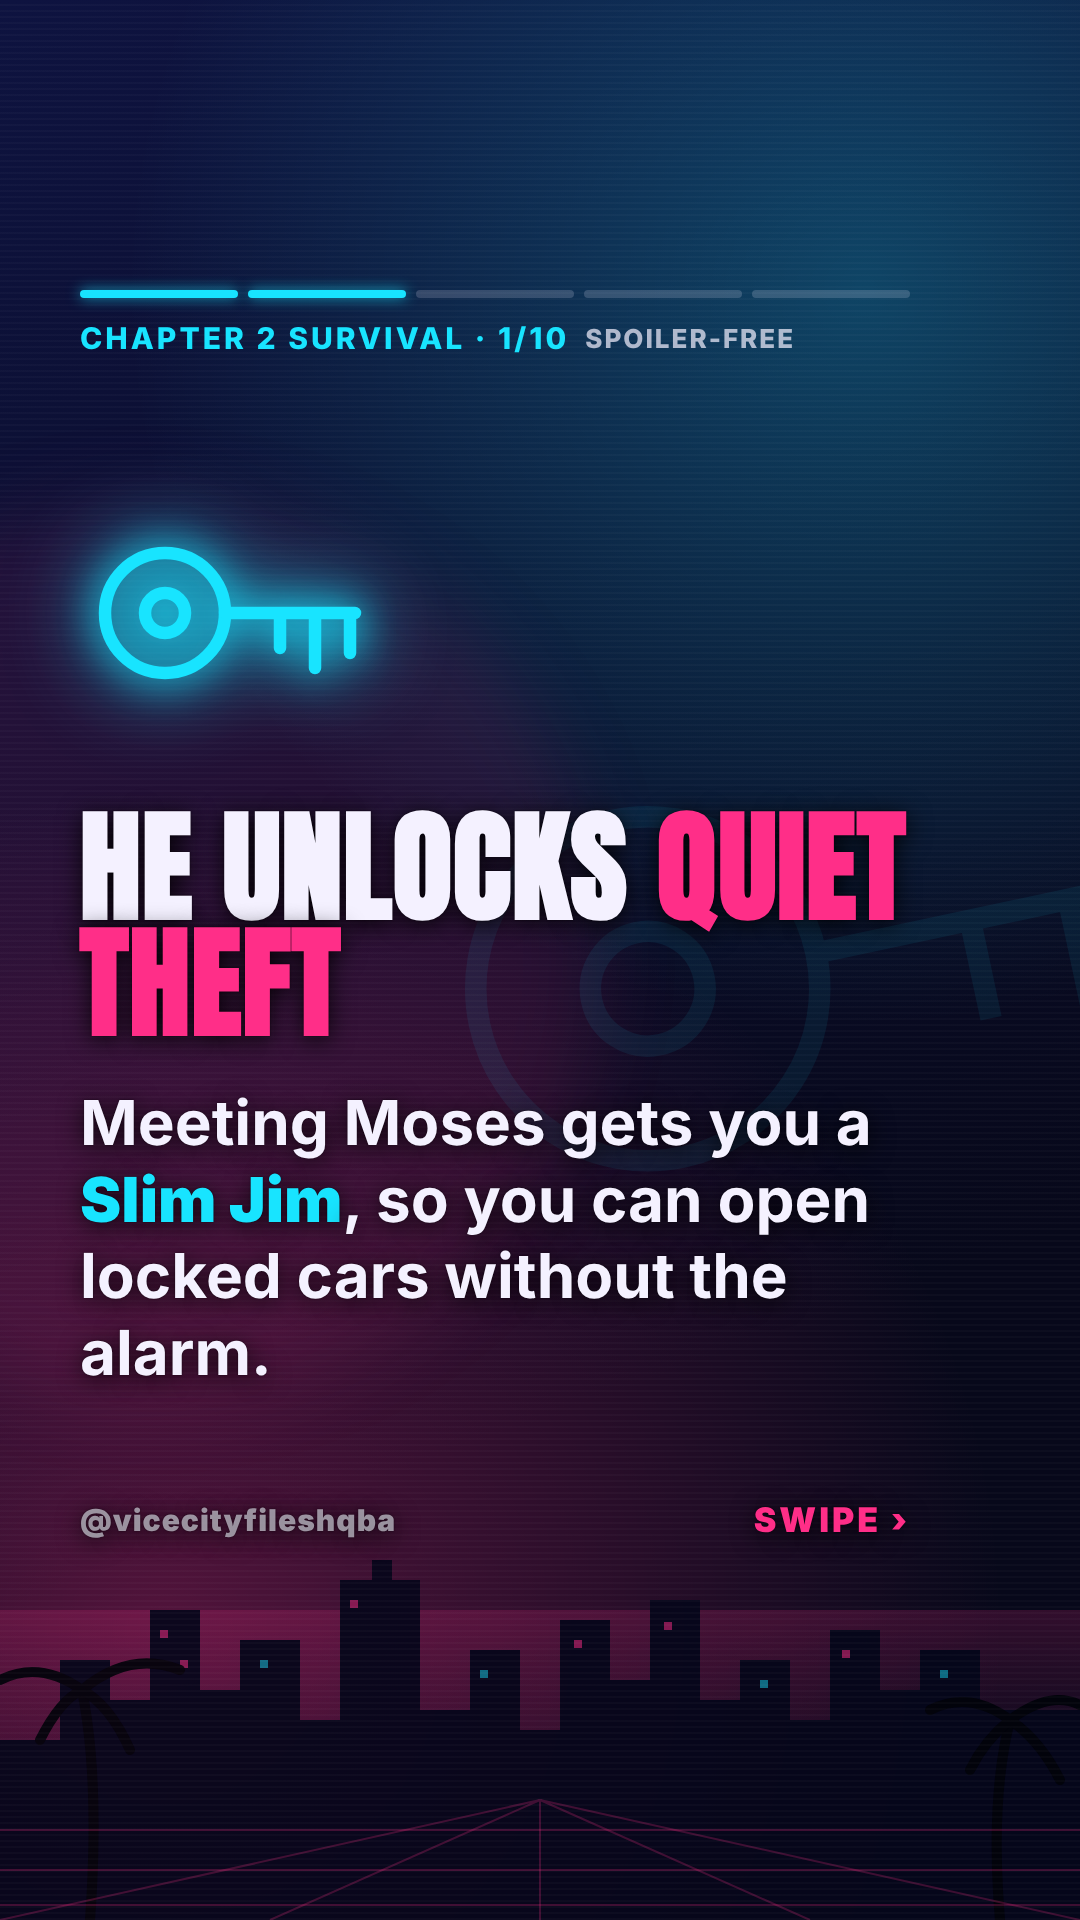 CHAPTER 2 SURVIVAL · 1/10 SPOILER-FREE
HE UNLOCKS QUIET
THEFT
Meeting Moses gets you a
Slim Jim, so you can open
locked cars without the
alarm.
@vicecityfileshqba
SWIPE ›